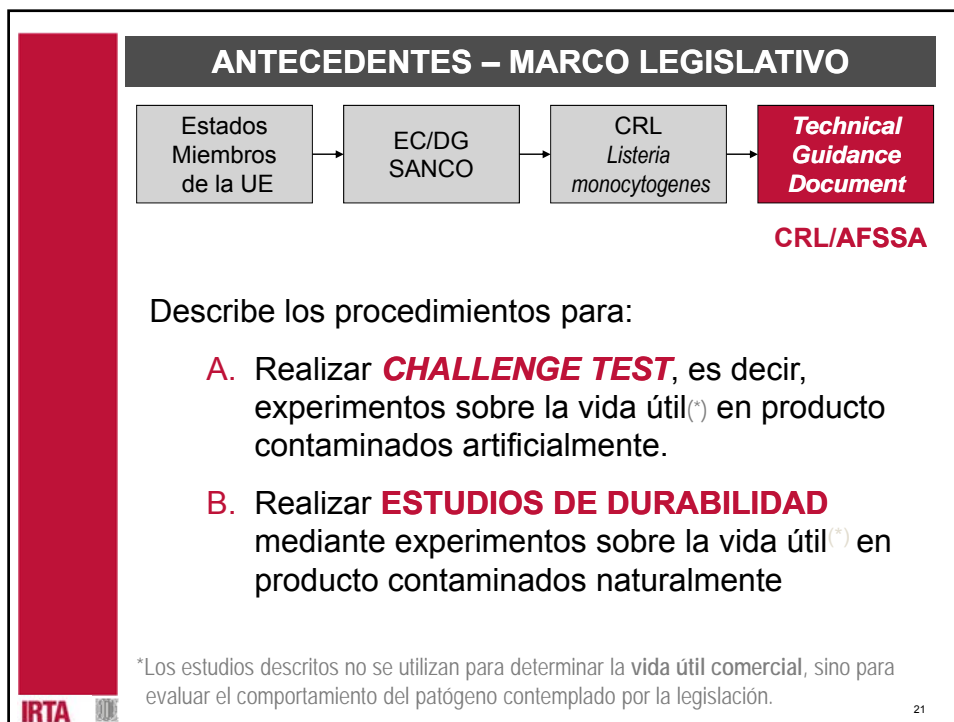 ANTECEDENTES – MARCO LEGISLATIVO
Estados
Miembros
de la UE
EC/DG
SANCO
CRL
Listeria
monocytogenes
Technical
Guidance
Document
CRL/AFSSA
Describe los procedimientos para:
A. Realizar CHALLENGE TEST, es decir,
experimentos sobre la vida útil(*) en producto
contaminados artificialmente.
B. Realizar ESTUDIOS DE DURABILIDAD
mediante experimentos sobre la vida útil(*) en
producto contaminados naturalmente
*Los estudios descritos no se utilizan para determinar la vida útil comercial, sino para
evaluar el comportamiento del patógeno contemplado por la legislación.
IRTA
21